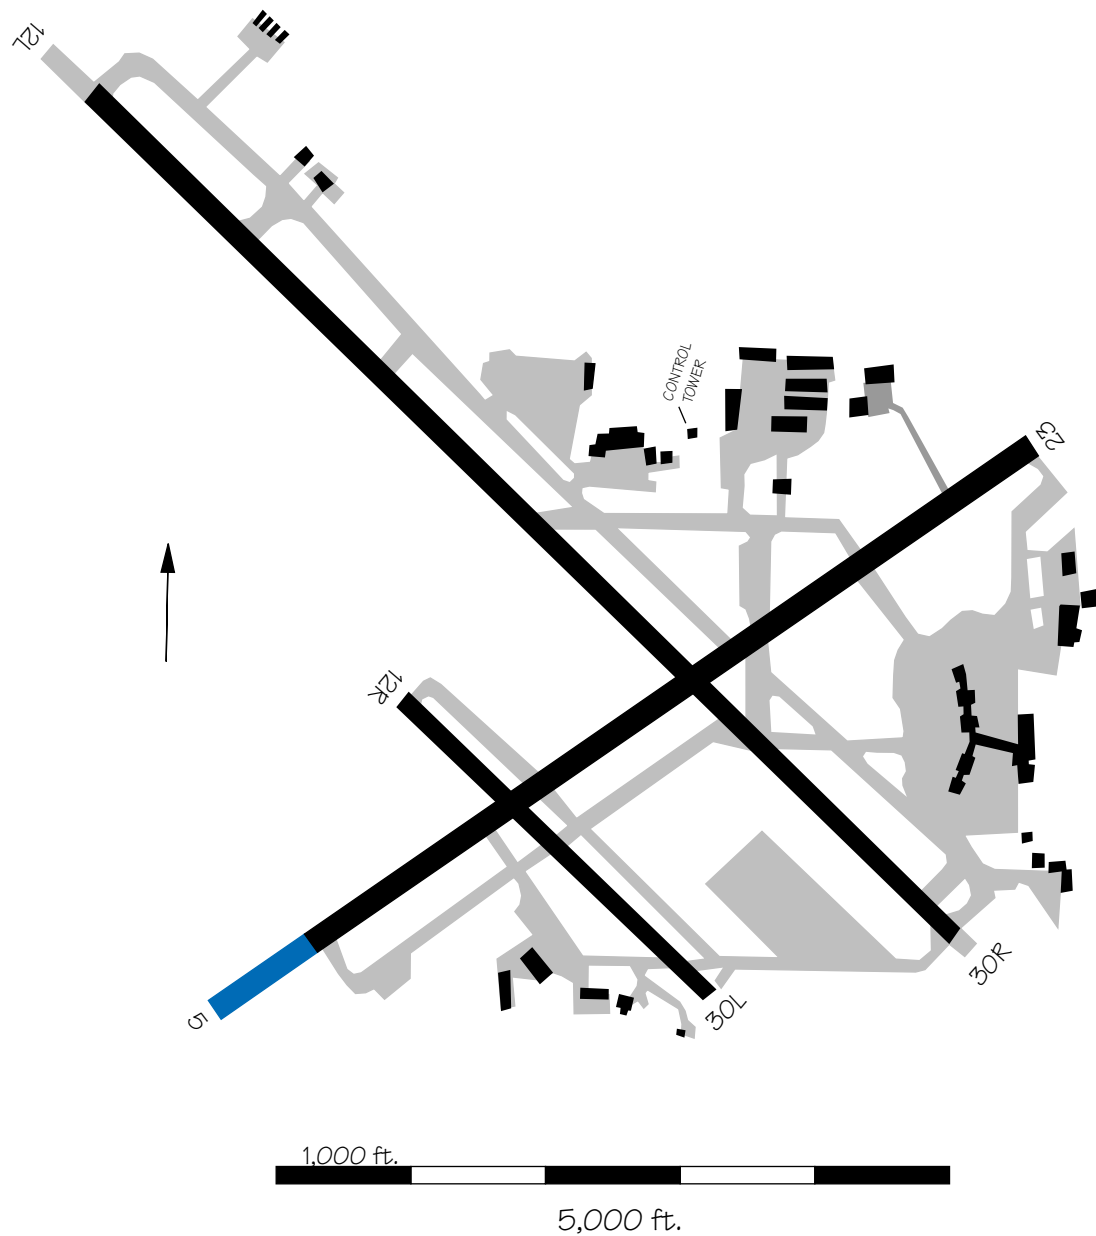 12L
CONTROL
TOWER
23
12R
30R
30L
5
1,000 ft.
5,000 ft.